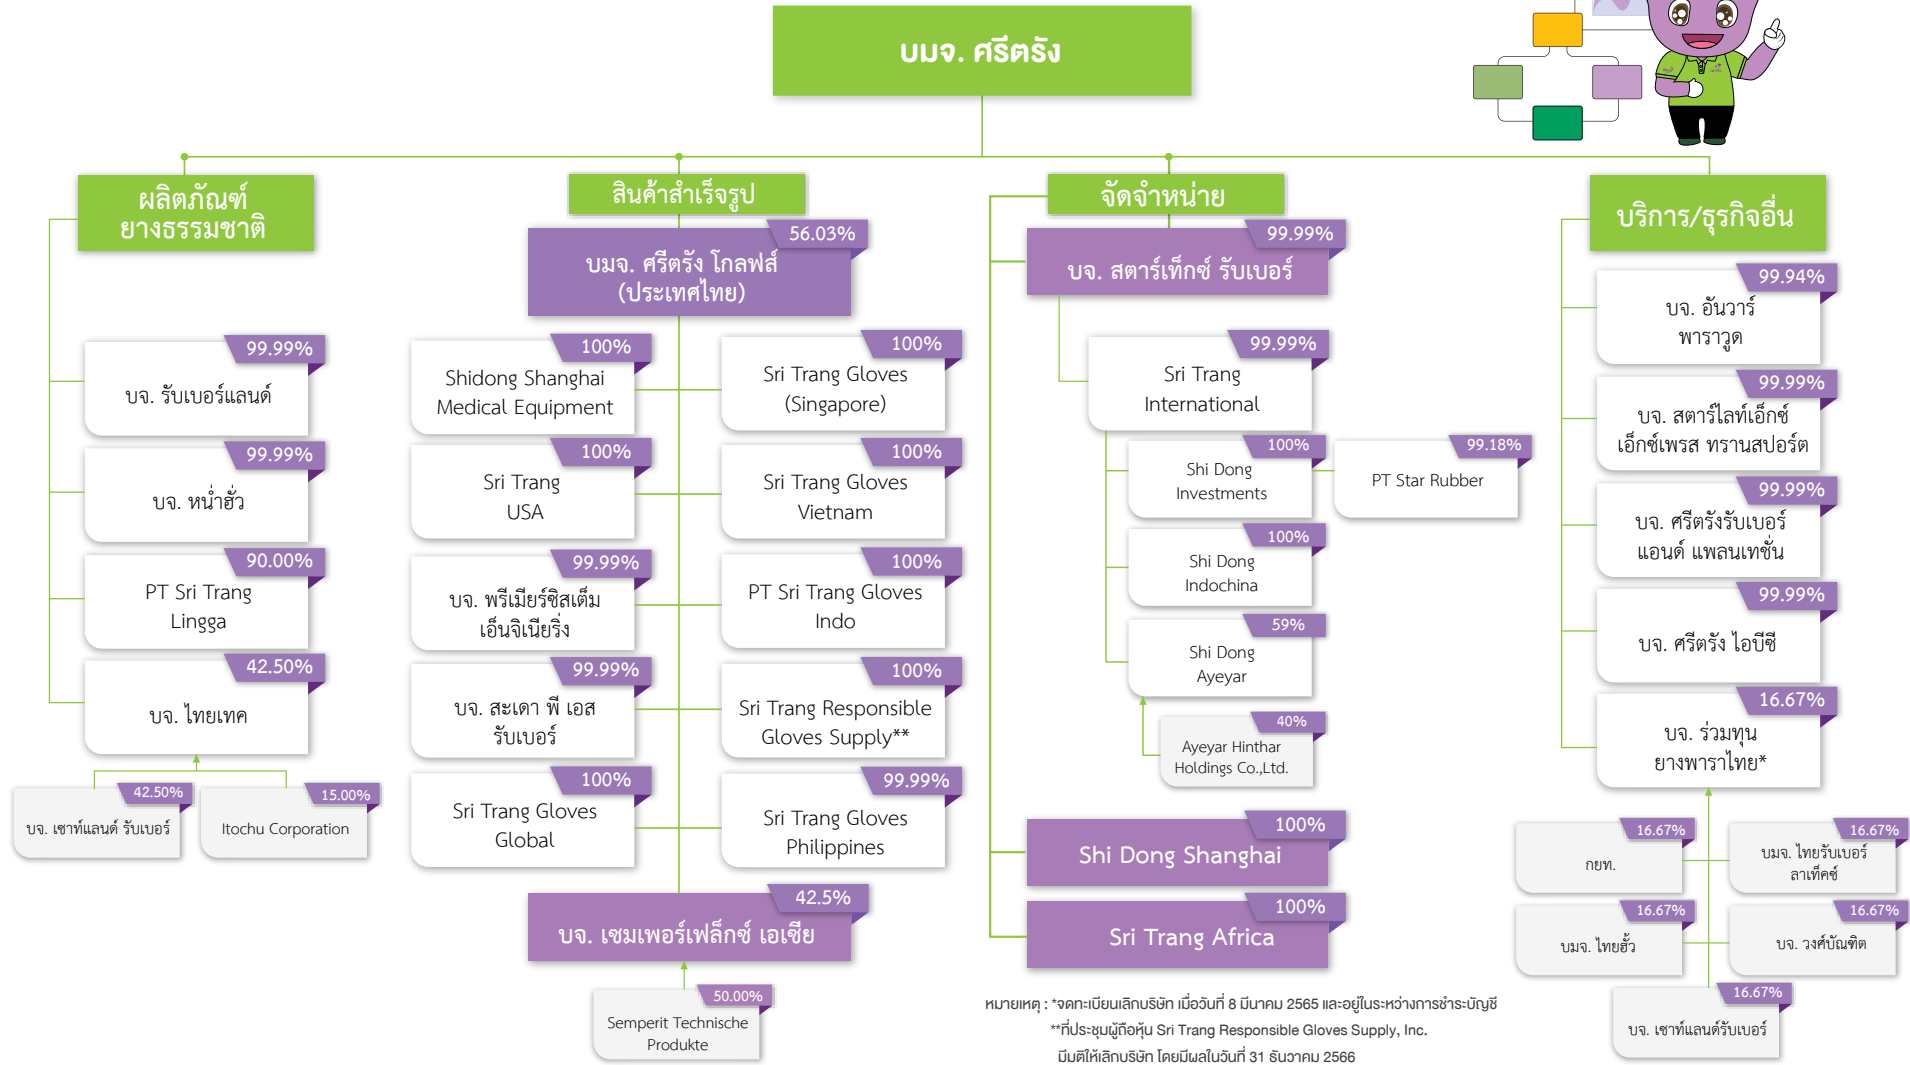 บมจ. ศรีตรัง
ผลิตภัณฑ์
ยางธรรมชาติ
99.99%
บจ. รับเบอร์แลนด์
99.99%
บจ. หน่ำฮั่ว
90.00%
PT Sri Trang
Lingga
42.50%
บจ. ไทยเทค
42.50%
บจ. เซาท์แลนด์ รับเบอร์
15.00%
Itochu Corporation
สินค้าสำเร็จรูป
56.03%
บมจ. ศรีตรัง โกลฟส์
(ประเทศไทย)
100%
Shidong Shanghai
Medical Equipment
100%
Sri Trang Gloves
(Singapore)
100%
Sri Trang
USA
100%
Sri Trang Gloves
Vietnam
99.99%
บจ. พรีเมียร์ซิสเต็ม
เอ็นจิเนียริ่ง
100%
PT Sri Trang Gloves
Indo
99.99%
บจ. สะเดา พี เอส
รับเบอร์
100%
Sri Trang Responsible
Gloves Supply**
100%
Sri Trang Gloves
Global
99.99%
Sri Trang Gloves
Philippines
42.5%
บจ. เซมเพอร์เฟล็กซ์ เอเซีย
50.00%
Semperit Technische
Produkte
จัดจำหน่าย
99.99%
บจ. สตาร์เท็กซ์ รับเบอร์
99.99%
Sri Trang
International
100%
Shi Dong
Investments
99.18%
PT Star Rubber
100%
Shi Dong
Indochina
59%
Shi Dong
Ayeyar
40%
Ayeyar Hinthar
Holdings Co.,Ltd.
100%
Shi Dong Shanghai
100%
Sri Trang Africa
บริการ/ธุรกิจอื่น
99.94%
บจ. อันวาร์
พาราวูด
99.99%
บจ. สตาร์ไลท์เอ็กซ์
เอ็กซ์เพรส ทรานสปอร์ต
99.99%
บจ. ศรีตรังรับเบอร์
แอนด์ แพลนเทชั่น
99.99%
บจ. ศรีตรัง ไอบีซี
16.67%
บจ. ร่วมทุน
ยางพาราไทย*
16.67%
กยท.
16.67%
บมจ. ไทยรับเบอร์
ลาเท็คซ์
16.67%
บมจ. ไทยฮั้ว
16.67%
บจ. วงศ์บัณฑิต
16.67%
บจ. เซาท์แลนด์รับเบอร์
หมายเหตุ : *จดทะเบียนเลิกบริษัท เมื่อวันที่ 8 มีนาคม 2565 และอยู่ในระหว่างการชำระบัญชี
**ที่ประชุมผู้ถือหุ้น Sri Trang Responsible Gloves Supply, Inc.
มีมติให้เลิกบริษัท โดยมีผลในวันที่ 31 ธันวาคม 2566